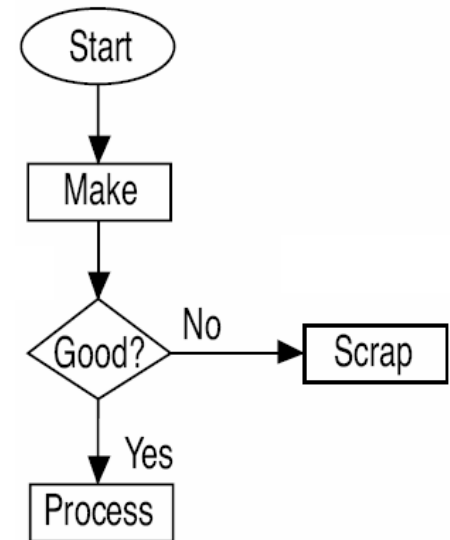 Start
Make
Good?
No
Scrap
Yes
Process